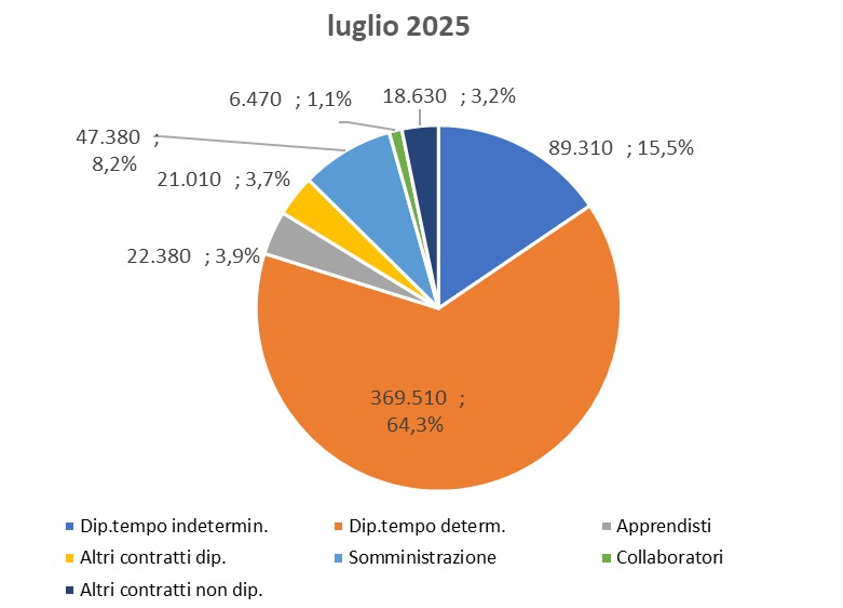 luglio 2025
6.470 ; 1,1%
18.630 ; 3,2%
47.380 ;
8,2%
89.310 ; 15,5%
21.010 ; 3,7%
22.380 ; 3,9%
369.510 ;
64,3%
Dip.tempo indetermin.
Dip.tempo determ.
Apprendisti
Altri contratti dip.
Somministrazione
Collaboratori
Altri contratti non dip.